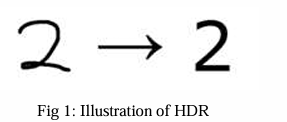 2 → 2
Fig 1: Illustration of HDR